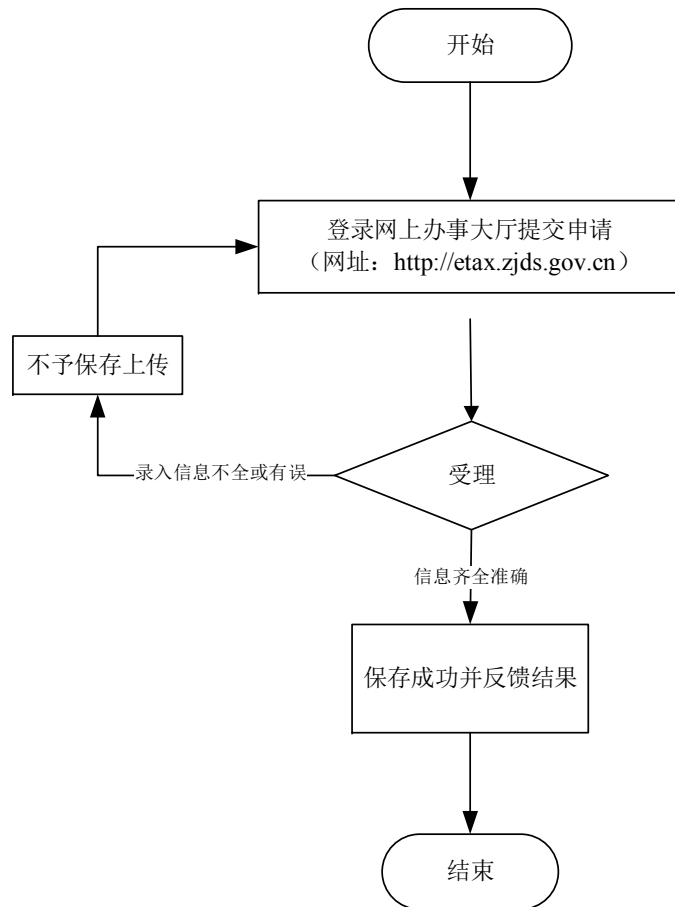 开始
登录网上办事大厅提交申请
（网址：http://etax.zjds.gov.cn）
不予保存上传
录入信息不全或有误
受理
信息齐全准确
保存成功并反馈结果
结束